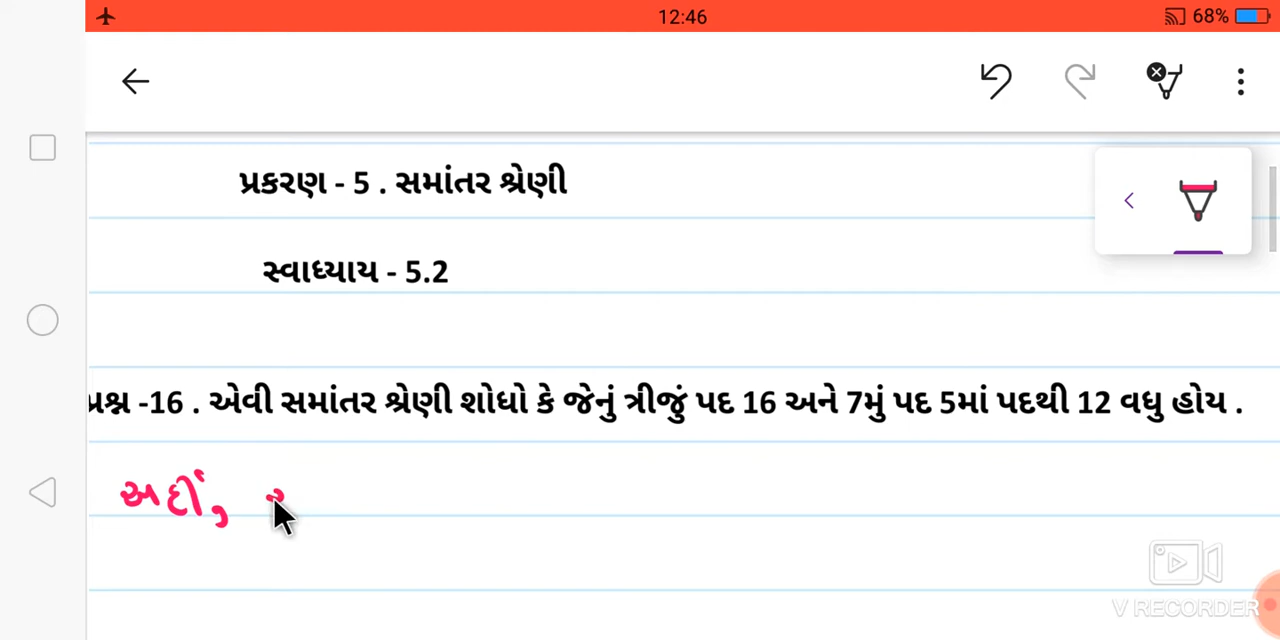 12:46
68%
પ્રકરણ - 5 . સમાંતર શ્રેણી
સ્વાધ્યાય - 5.2
પ્રશ્ન -16 . એવી સમાંતર શ્રેણી શોધો કે જેનું ત્રીજું પદ 16 અને 7મું પદ 5માં પદથી 12 વધુ હોય .
અહીં,
V RECORDER